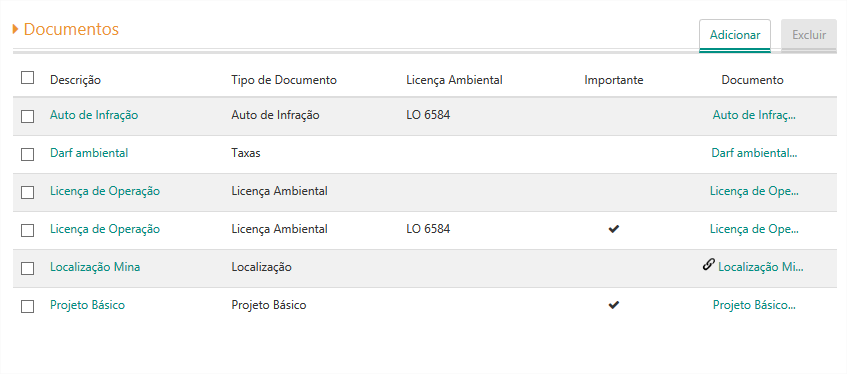 Documentos
Adicionar Excluir
Descrição Tipo de Documento Licença Ambiental Importante Documento
Auto de Infração Auto de Infração LO 6584 Auto de Infraç...
Darf ambiental Taxas Darf ambiental...
Licença de Operação Licença Ambiental Licença de Ope...
Licença de Operação Licença Ambiental LO 6584 Licença de Ope...
Localização Mina Localização Localização Mi...
Projeto Básico Projeto Básico Projeto Básico...